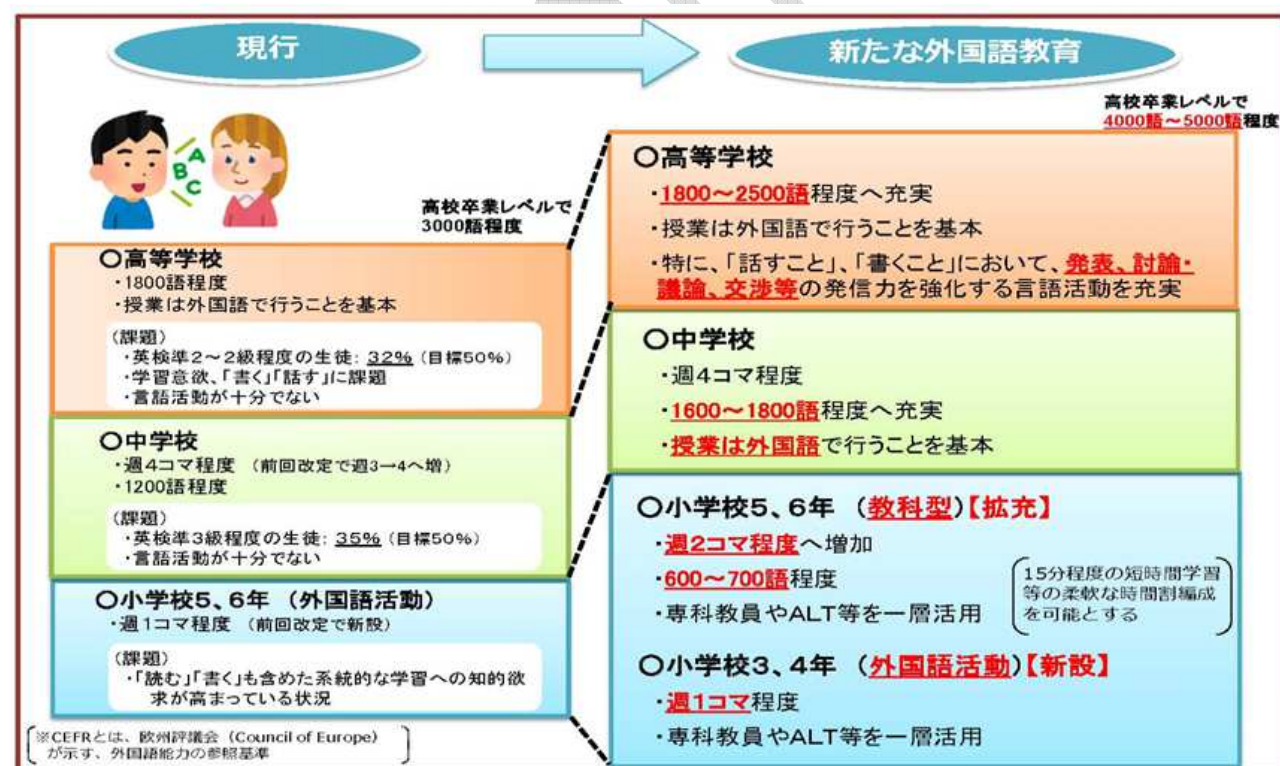 現行
新たな外国語教育
高校卒業レベルで
4000語～5000語程度
A
B
C
高校卒業レベルで
3000語程度
〇高等学校
・1800語程度
・授業は外国語で行うことを基本
(課題)
・英検準2～2級程度の生徒: 32% (目標50%)
・学習意欲、「書く」「話す」に課題
・言語活動が十分でない
〇中学校
・週4コマ程度 (前回改定で週3→4へ増)
・1200語程度
(課題)
・英検準3級程度の生徒: 35% (目標50%)
・言語活動が十分でない
〇小学校5、6年 (外国語活動)
・週1コマ程度 (前回改定で新設)
(課題)
・「読む」「書く」も含めた系統的な学習への知的欲
求が高まっている状況
※CEFRとは、欧州評議会 (Council of Europe)
が示す、外国語能力の参照基準
〇高等学校
・1800～2500語程度へ充実
・授業は外国語で行うことを基本
・特に、「話すこと」、「書くこと」において、発表、討論・
議論、交渉等の発信力を強化する言語活動を充実
〇中学校
・週4コマ程度
・1600～1800語程度へ充実
・授業は外国語で行うことを基本
〇小学校5、6年 (教科型)【拡充】
・週2コマ程度へ増加
・600～700語程度
・専科教員やALT等を一層活用
15分程度の短時間学習
等の柔軟な時間割編成
を可能とする
〇小学校3、4年 (外国語活動)【新設】
・週1コマ程度
・専科教員やALT等を一層活用